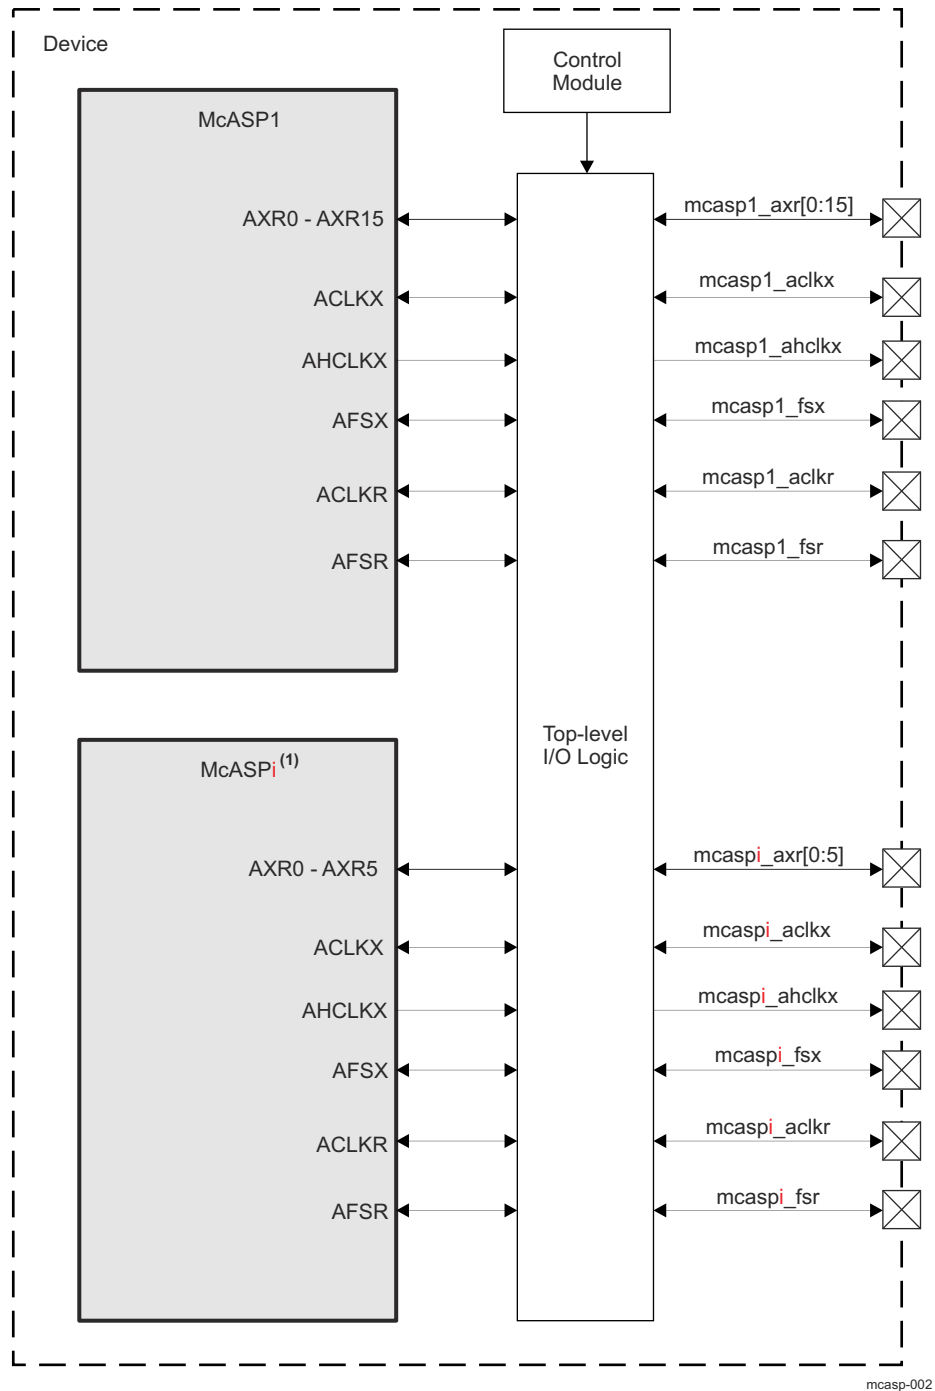 Device
Control
Module
McASP1
AXR0 - AXR15
mcasp1_axr[0:15]
ACLKX
mcasp1_aclkx
AHCLKX
mcasp1_ahclkx
AFSX
mcasp1_fsx
ACLKR
mcasp1_aclkr
AFSR
mcasp1_fsr
Top-level
I/O Logic
McASPi (1)
AXR0 - AXR5
mcaspi_axr[0:5]
ACLKX
mcaspi_aclkx
AHCLKX
mcaspi_ahclkx
AFSX
mcaspi_fsx
ACLKR
mcaspi_aclkr
AFSR
mcaspi_fsr
mcasp-002